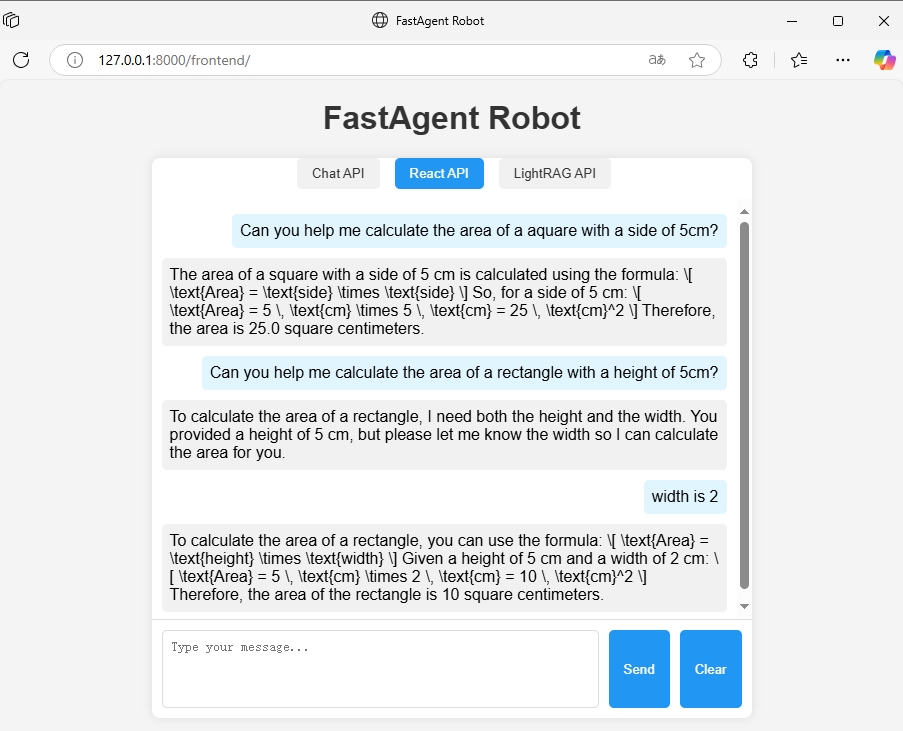 FastAgent Robot
127.0.0.1:8000/frontend/
aあ
FastAgent Robot
Chat API
React API
LightRAG API
Can you help me calculate the area of a aquare with a side of 5cm?
The area of a square with a side of 5 cm is calculated using the formula: \[
\text{Area} = \text{side} \times \text{side} \] So, for a side of 5 cm: \[
\text{Area} = 5 \, \text{cm} \times 5 \, \text{cm} = 25 \, \text{cm}^2 \] Therefore,
the area is 25.0 square centimeters.
Can you help me calculate the area of a rectangle with a height of 5cm?
To calculate the area of a rectangle, I need both the height and the width. You
provided a height of 5 cm, but please let me know the width so I can calculate
the area for you.
width is 2
To calculate the area of a rectangle, you can use the formula: \[ \text{Area} =
\text{height} \times \text{width} \] Given a height of 5 cm and a width of 2 cm: \
[ \text{Area} = 5 \, \text{cm} \times 2 \, \text{cm} = 10 \, \text{cm}^2 \]
Therefore, the area of the rectangle is 10 square centimeters.
Type your message...
Send
Clear